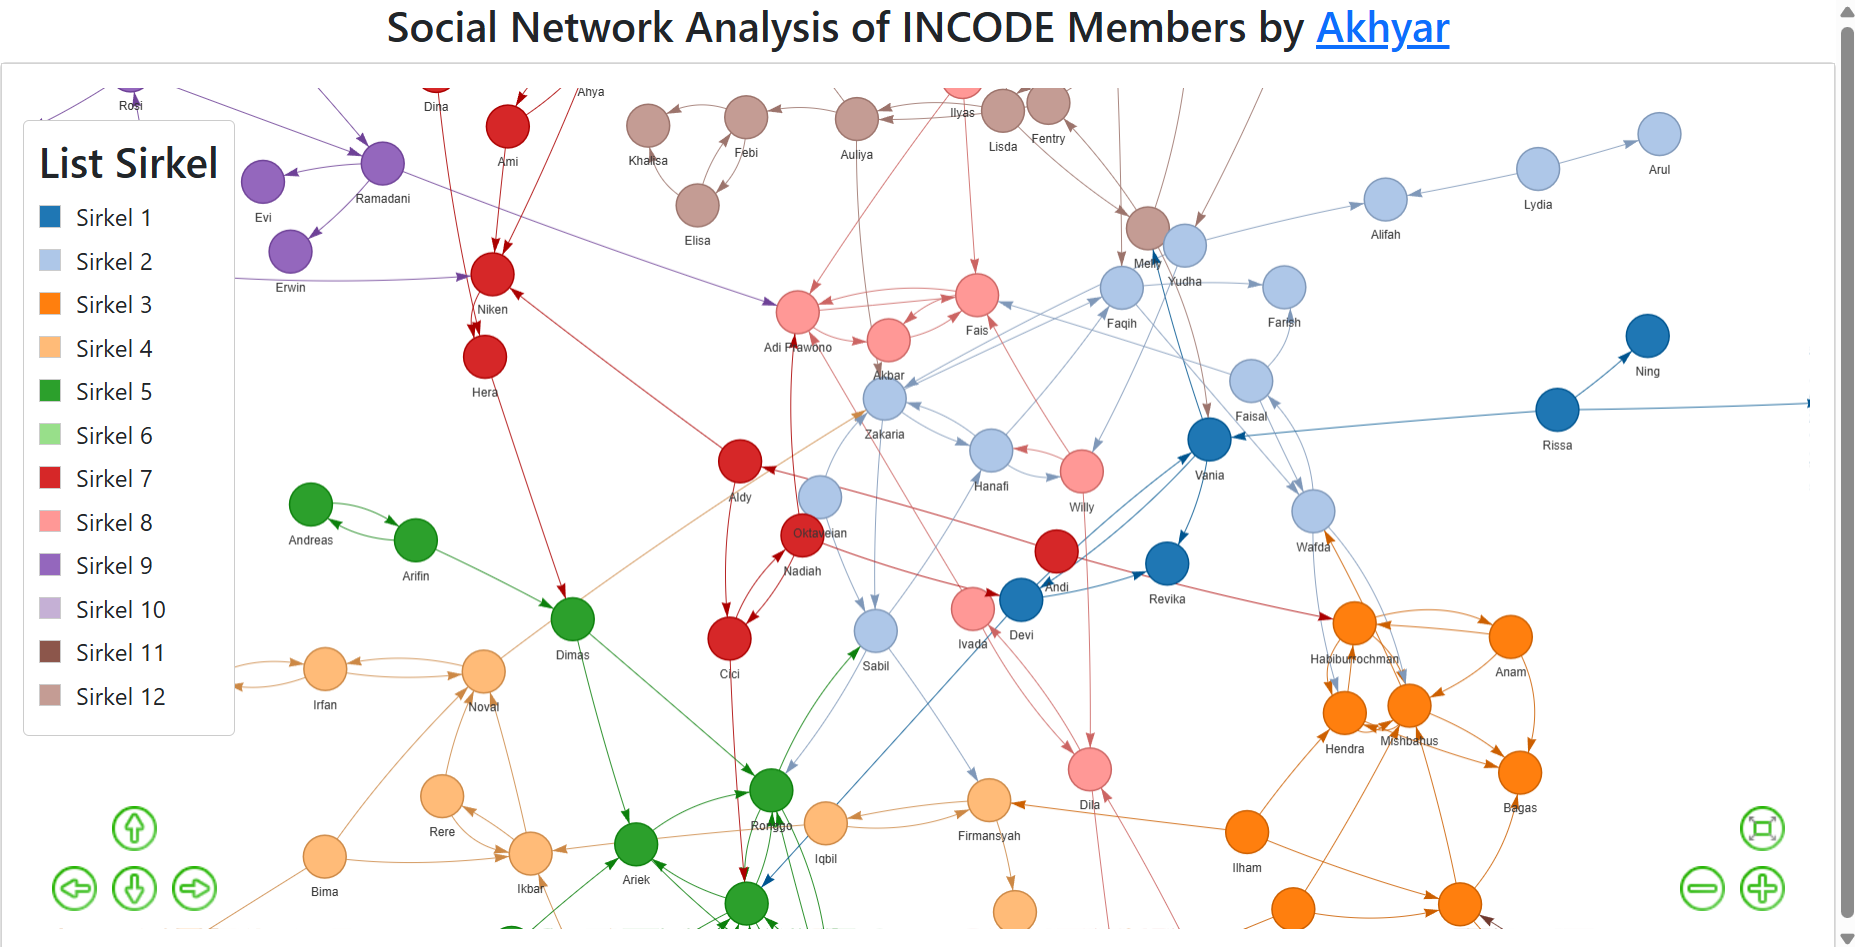 Social Network Analysis of INCODE Members by Akhyar
List Sirkel
Sirkel 1
Sirkel 2
Sirkel 3
Sirkel 4
Sirkel 5
Sirkel 6
Sirkel 7
Sirkel 8
Sirkel 9
Sirkel 10
Sirkel 11
Sirkel 12
Rosi
Dina
Ahya
Ami
Khalisa
Febi
Auliya
Ilyas
Lisda
Fentry
Arul
Evi
Ramadani
Elisa
Lydia
Alifah
Erwin
Melly
Yudha
Niken
Adi Prawono
Fais
Faqih
Farish
Hera
Akbar
Ning
Zakaria
Faisal
Rissa
Aldy
Hanafi
Willy
Vania
Andreas
Oktaveian
Wafda
Arifin
Nadiah
Andi
Revika
Dimas
Cici
Sabil
Ivada
Devi
Habiburrochman
Anam
Irfan
Noval
Hendra
Mishbahus
Rere
Ronggo
Dila
Bagas
Bima
Ikbar
Ariek
Iqbil
Firmansyah
Ilham